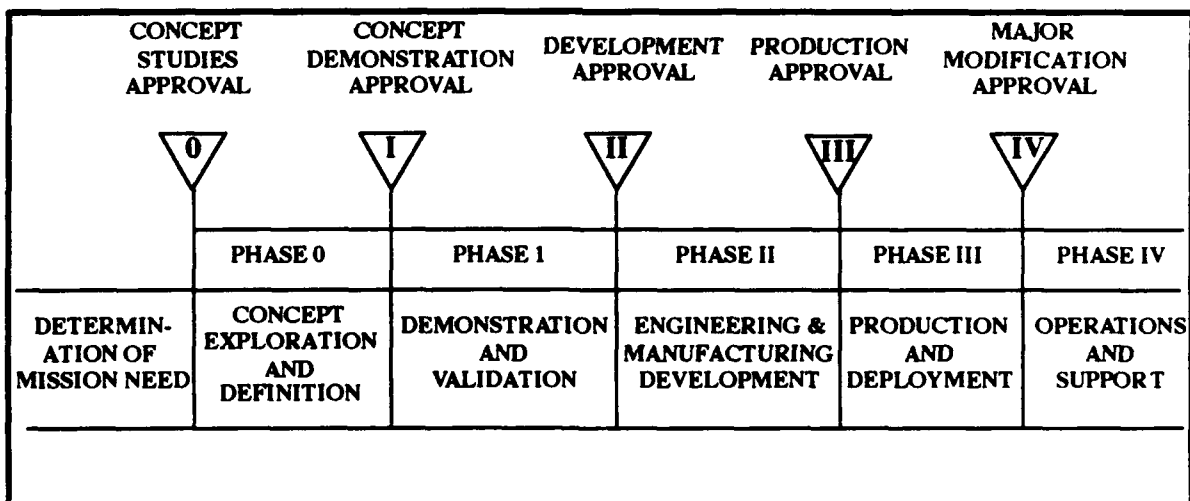 CONCEPT
STUDIES
APPROVAL
CONCEPT
DEMONSTRATION
APPROVAL
DEVELOPMENT
APPROVAL
PRODUCTION
APPROVAL
MAJOR
MODIFICATION
APPROVAL
0
I
II
III
IV
PHASE 0
PHASE 1
PHASE II
PHASE III
PHASE IV
DETERMIN-
ATION OF
MISSION NEED
CONCEPT
EXPLORATION
AND
DEFINITION
DEMONSTRATION
AND
VALIDATION
ENGINEERING &
MANUFACTURING
DEVELOPMENT
PRODUCTION
AND
DEPLOYMENT
OPERATIONS
AND
SUPPORT